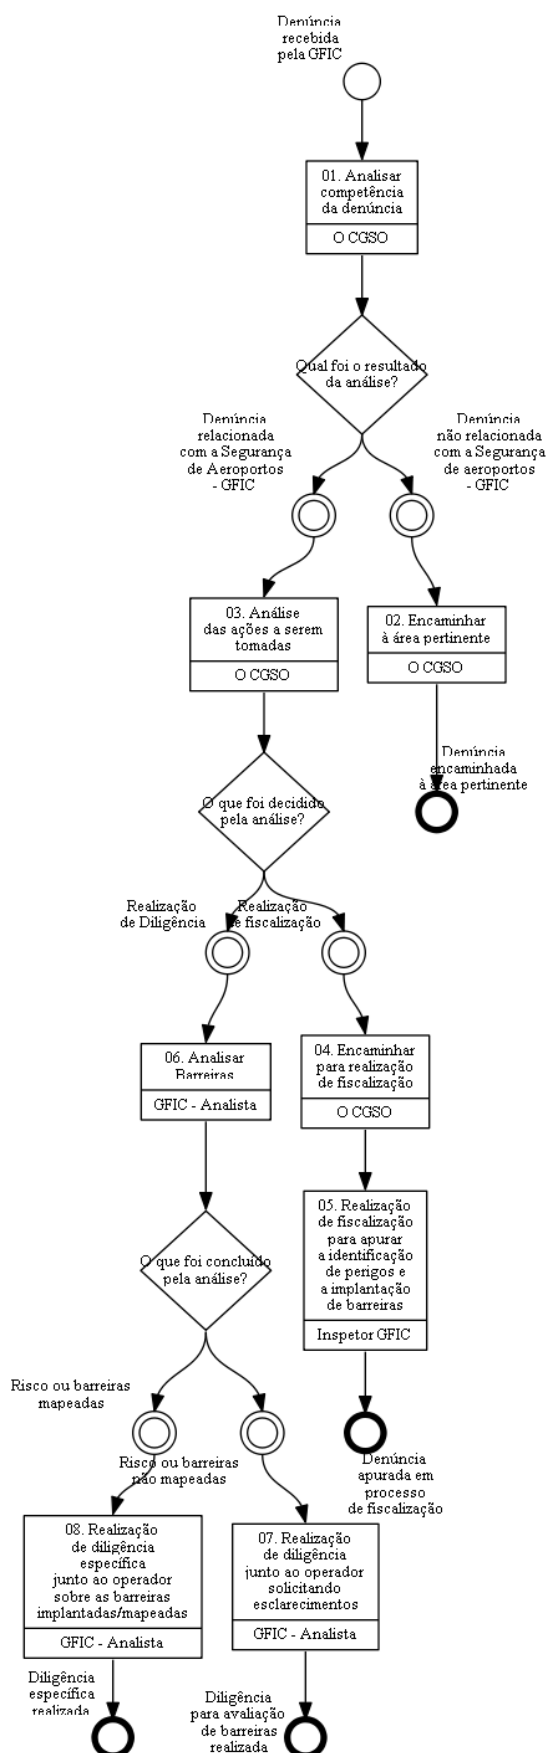 Denúncia
recebida
pela GFIC
01. Analisar
competência
da denúncia
O CGSO
Qual foi o resultado
da análise?
Denúncia
relacionada
com a Segurança
de Aeroportos
- GFIC
Denúncia
não relacionada
com a Segurança
de aeroportos
- GFIC
03. Análise
das ações a serem
tomadas
O CGSO
02. Encaminhar
à área pertinente
O CGSO
Denúncia
encaminhada
à área pertinente
O que foi decidido
pela análise?
Realização
de Diligência
Realização
de fiscalização
06. Analisar
Barreiras
GFIC - Analista
04. Encaminhar
para realização
de fiscalização
O CGSO
05. Realização
de fiscalização
para apurar
a identificação
de perigos e
a implantação
de barreiras
Inspetor GFIC
O que foi concluído
pela análise?
Risco ou barreiras
mapeadas
Risco ou barreiras
não mapeadas
Denúncia
apurada em
processo
de fiscalização
08. Realização
de diligência
específica
junto ao operador
sobre as barreiras
implantadas/mapeadas
GFIC - Analista
07. Realização
de diligência
junto ao operador
solicitando
esclarecimentos
GFIC - Analista
Diligência
específica
realizada
Diligência
para avaliação
de barreiras
realizada